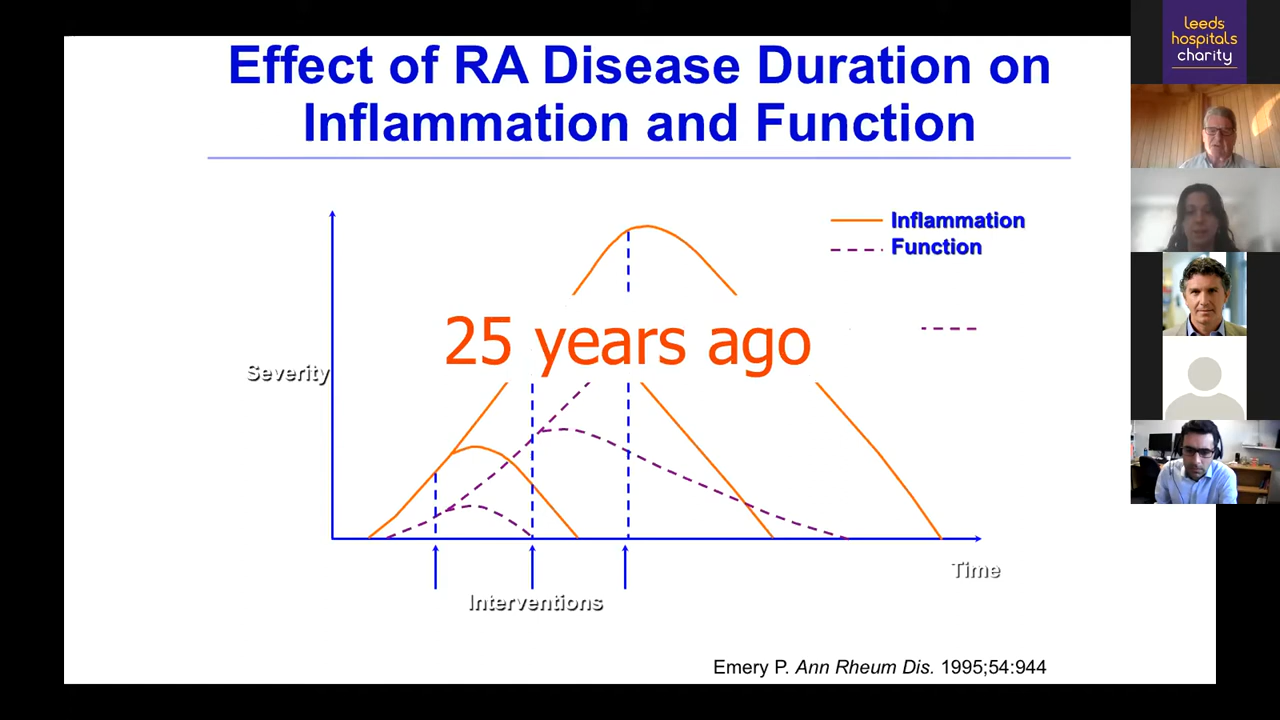 Effect of RA Disease Duration on
Inflammation and Function
Inflammation
Function
25 years ago
Severity
Time
Interventions
Emery P. Ann Rheum Dis. 1995;54:944
leeds
hospitals
charity